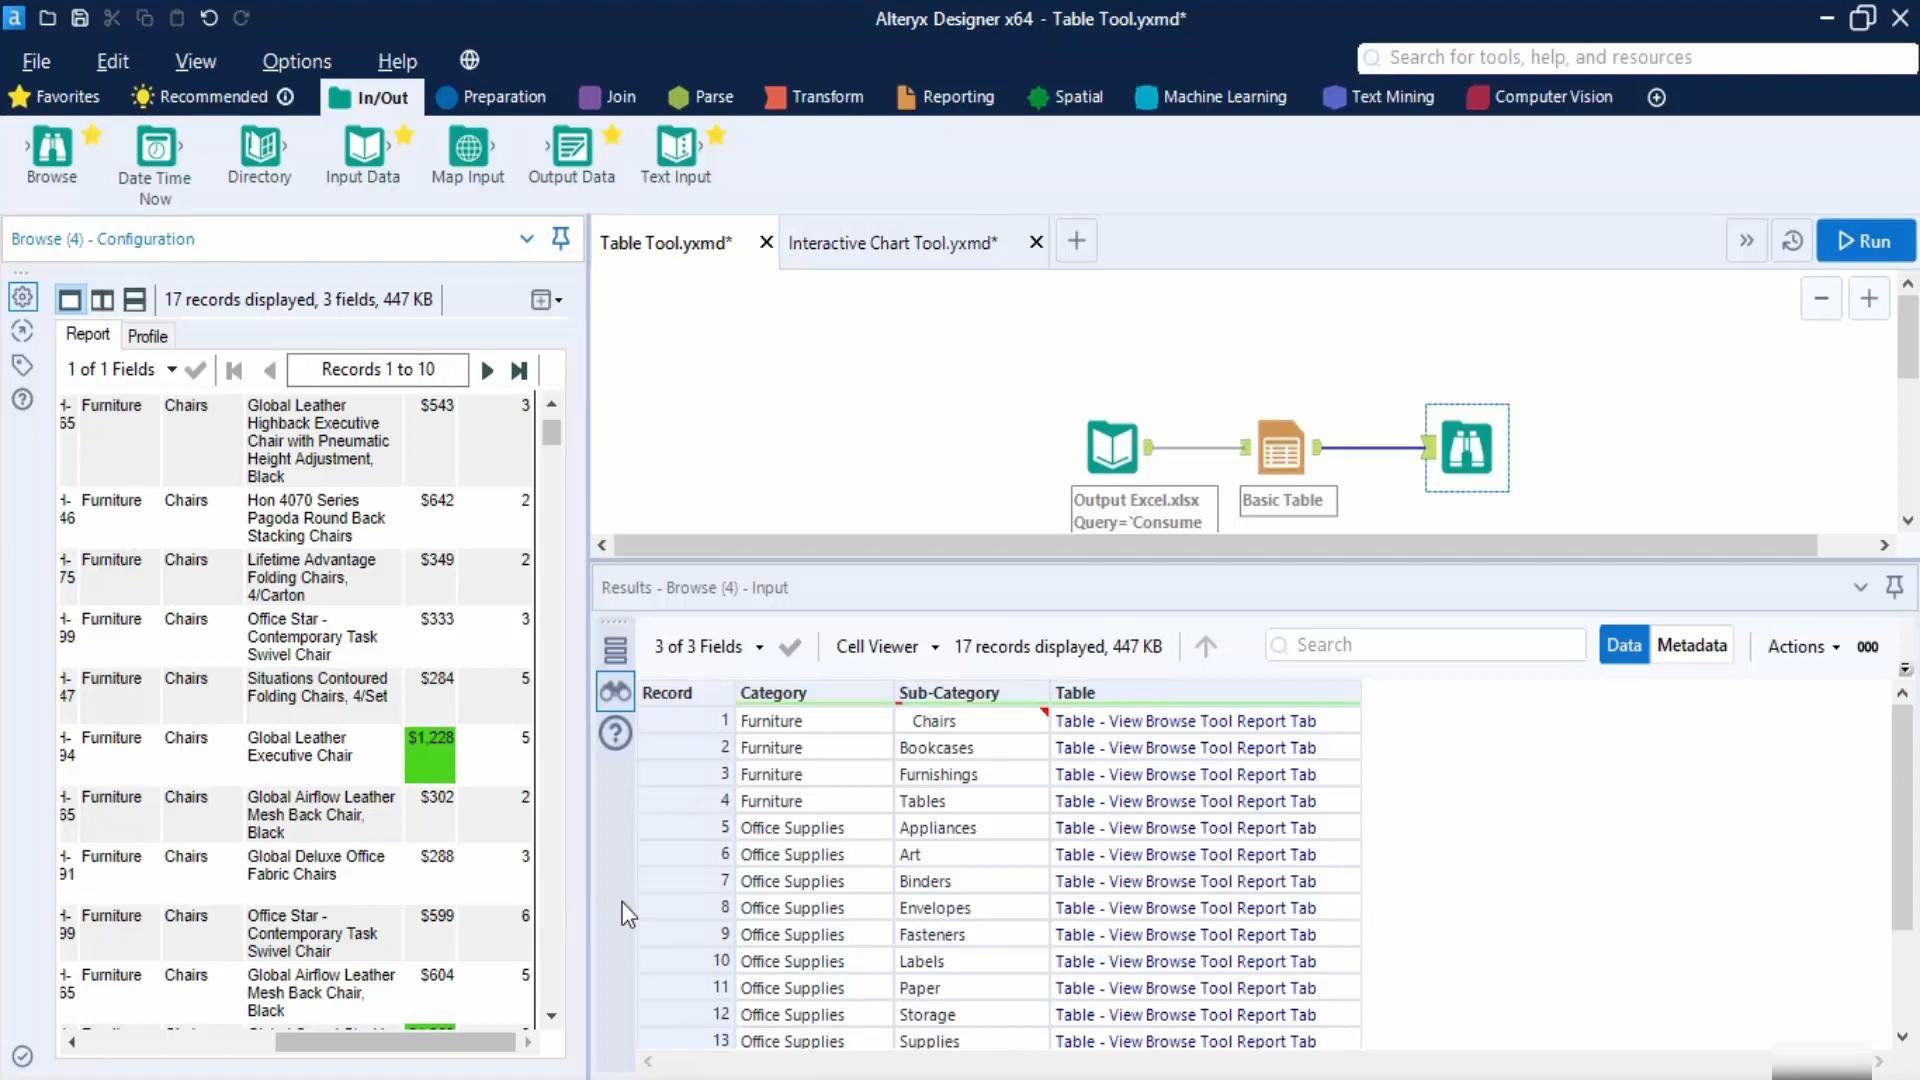 Alteryx Designer x64 - Table Tool.yxmd*
File Edit View Options Help
Search for tools, help, and resources
Favorites Recommended In/Out Preparation Join Parse Transform Reporting Spatial Machine Learning Text Mining Computer Vision
Browse Date Time Now Directory Input Data Map Input Output Data Text Input
Browse (4) - Configuration
17 records displayed, 3 fields, 447 KB
Report Profile
1 of 1 Fields Records 1 to 10
65 Furniture Chairs Global Leather Highback Executive Chair with Pneumatic Height Adjustment, Black $543 3
46 Furniture Chairs Hon 4070 Series Pagoda Round Back Stacking Chairs $642 2
75 Furniture Chairs Lifetime Advantage Folding Chairs, 4/Carton $349 2
99 Furniture Chairs Office Star - Contemporary Task Swivel Chair $333 3
47 Furniture Chairs Situations Contoured Folding Chairs, 4/Set $284 5
94 Furniture Chairs Global Leather Executive Chair $1,228 5
65 Furniture Chairs Global Airflow Leather Mesh Back Chair, Black $302 2
91 Furniture Chairs Global Deluxe Office Fabric Chairs $288 3
99 Furniture Chairs Office Star - Contemporary Task Swivel Chair $599 6
65 Furniture Chairs Global Airflow Leather Mesh Back Chair, Black $604 5
Table Tool.yxmd* Interactive Chart Tool.yxmd*
Run
Output Excel.xlsx
Query=`Consume
Basic Table
Results - Browse (4) - Input
3 of 3 Fields Cell Viewer 17 records displayed, 447 KB Search Data Metadata Actions 000
Record Category Sub-Category Table
1 Furniture Chairs Table - View Browse Tool Report Tab
2 Furniture Bookcases Table - View Browse Tool Report Tab
3 Furniture Furnishings Table - View Browse Tool Report Tab
4 Furniture Tables Table - View Browse Tool Report Tab
5 Office Supplies Appliances Table - View Browse Tool Report Tab
6 Office Supplies Art Table - View Browse Tool Report Tab
7 Office Supplies Binders Table - View Browse Tool Report Tab
8 Office Supplies Envelopes Table - View Browse Tool Report Tab
9 Office Supplies Fasteners Table - View Browse Tool Report Tab
10 Office Supplies Labels Table - View Browse Tool Report Tab
11 Office Supplies Paper Table - View Browse Tool Report Tab
12 Office Supplies Storage Table - View Browse Tool Report Tab
13 Office Supplies Supplies Table - View Browse Tool Report Tab